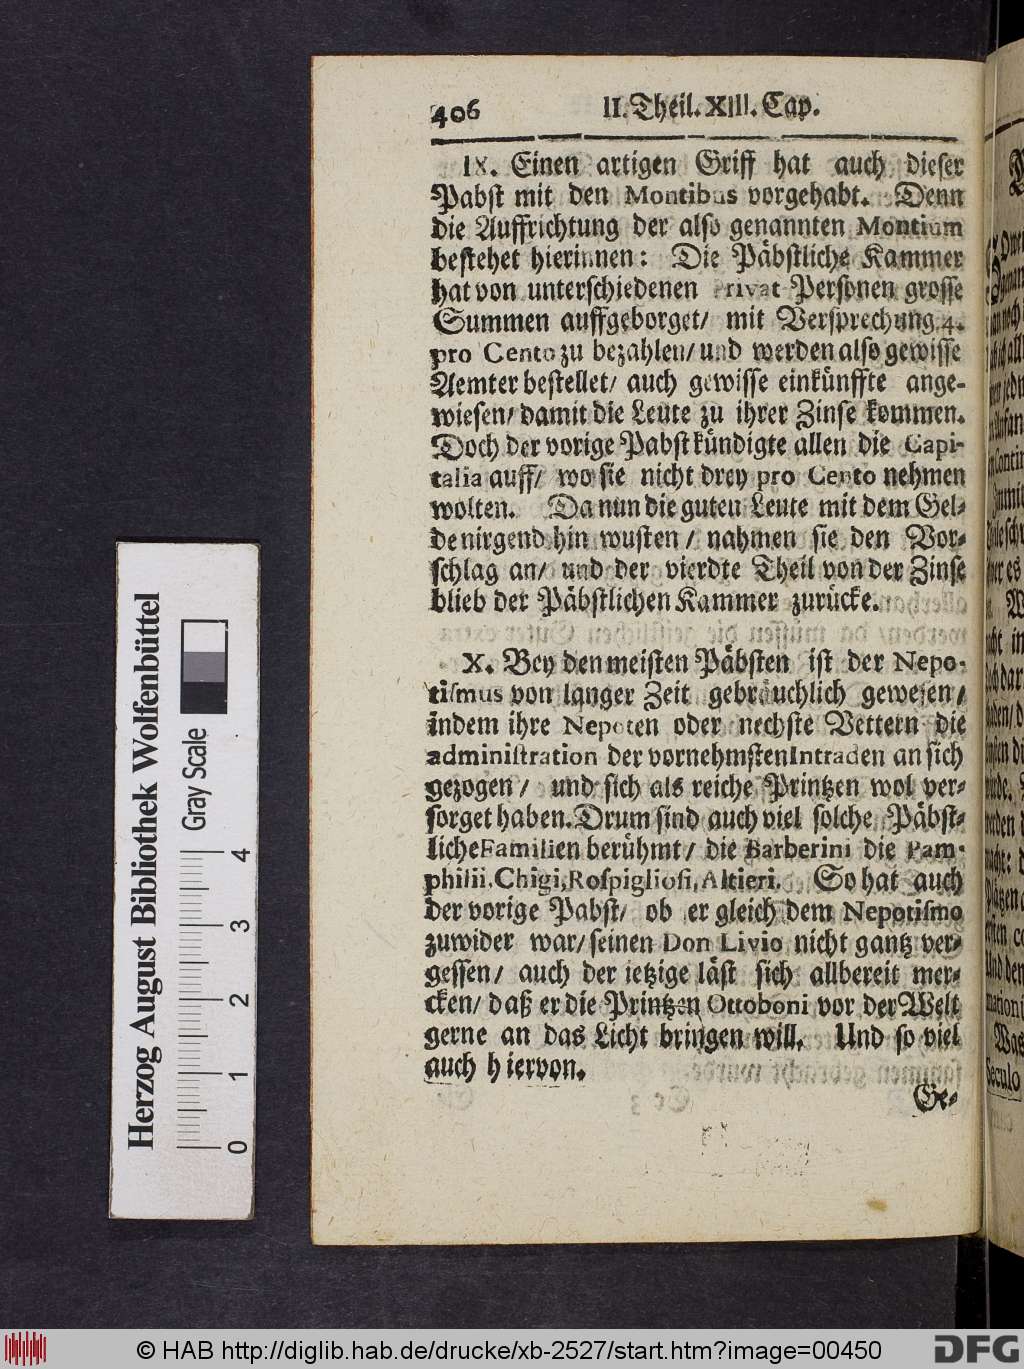 406 II. Theil. XIII. Cap.
IX. Einen artigen Griff hat auch dieser
Pabst mit den Montibus vorgehabt. Denn
die Auffrichtung der also genannten Montium
bestehet hierinnen: Die Päbstliche Kammer
hat von unterschiedenen Privat Personen grosse
Summen auffgeborget/ mit Versprechung 4.
pro Cento zu bezahlen/ und werden also gewisse
Aemter bestellet/ auch gewisse einkünffte ange-
wiesen/ damit die Leute zu ihrer Zinse kommen.
Doch der vorige Pabst kündigte allen die Capi-
talia auff/ wo sie nicht drey pro Cento nehmen
wolten. Da nun die guten Leute mit dem Gel-
de nirgend hin wusten/ nahmen sie den Vor-
schlag an/ und der vierdte Theil von der Zinse
blieb der Päbstlichen Kammer zurücke.
X. Bey den meisten Päbsten ist der Nepo-
tismus von langer Zeit gebräuchlich gewesen/
indem ihre Nepoten oder nechste Vettern die
administration der vornehmsten Intraden an sich
gezogen/ und sich als reiche Printzen wol ver-
sorget haben. Drum sind auch viel solche Päbst-
liche Familien berühmt/ die Barberini die Pam-
philii, Chigi, Rospigliosi, Altieri. So hat auch
der vorige Pabst/ ob er gleich dem Nepotismo
zuwider war/ seinen Don Livio nicht gantz ver-
gessen/ auch der ietzige läst sich allbereit mer-
cken/ daß er die Printzen Ottoboni vor der Welt
gerne an das Licht bringen will. Und so viel
auch hiervon.
Ge-
Herzog August Bibliothek Wolfenbüttel
Gray Scale
0 1 2 3 4
© HAB http://diglib.hab.de/drucke/xb-2527/start.htm?image=00450
DFG